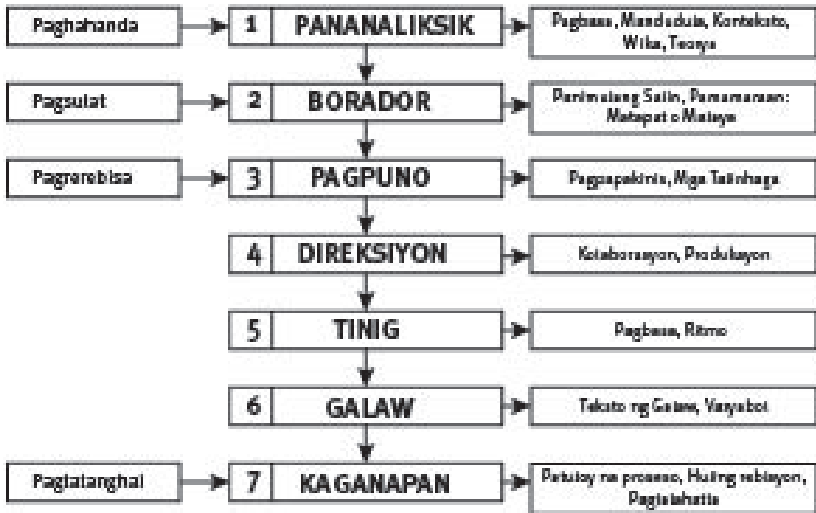 Paghahanda
1 PANANALIKSIK
Pagbasa, Mandudula, Konteksto,
Wika, Teorya
Pagsulat
2 BORADOR
Panimulang Salin, Pamamaraan:
Matapat o Malaya
Pagrerebisa
3 PAGPUNO
Pagpapakinis, Mga Talinhaga
4 DIREKSIYON
Kolaborasyon, Produksyon
5 TINIG
Pagbasa, Ritmo
6 GALAW
Teksto ng Galaw, Varyabol
Pagtatanghal
7 KAGANAPAN
Patuloy na proseso, Huling rebisyon,